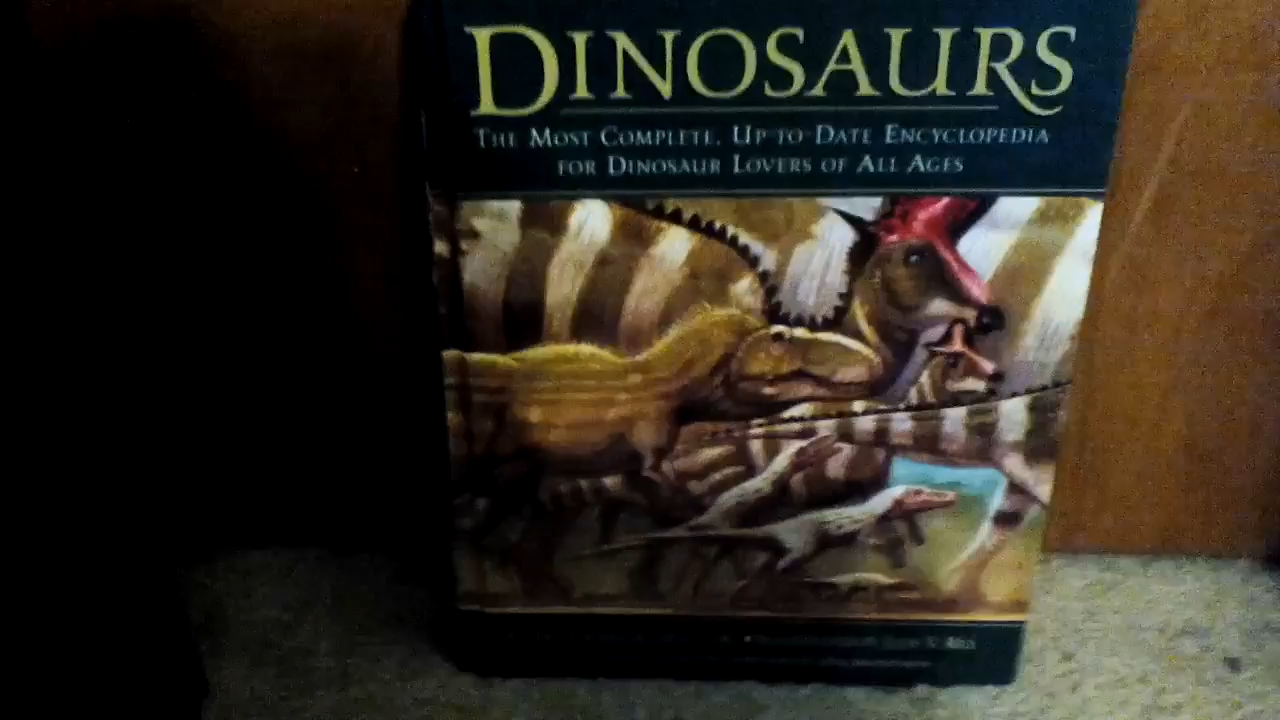 DINOSAURS
THE MOST COMPLETE, UP-TO-DATE ENCYCLOPEDIA
FOR DINOSAUR LOVERS OF ALL AGES